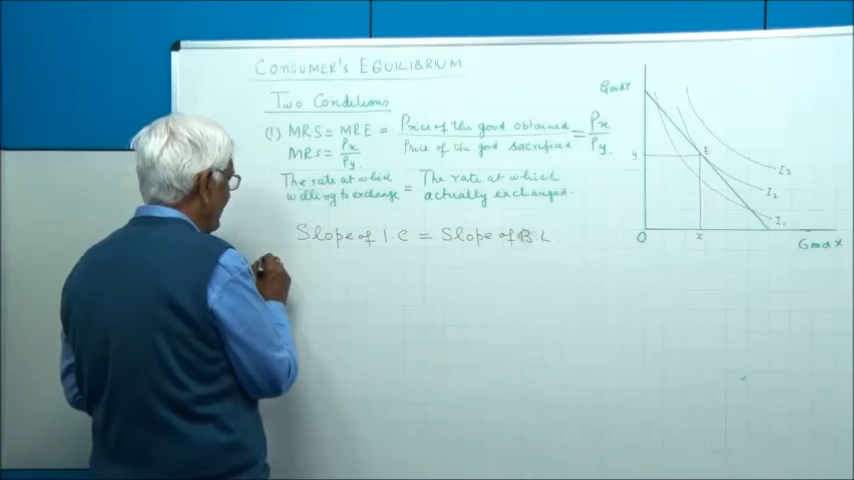 CONSUMER'S EQUILIBRIUM
Two Conditions
(1) MRS = MRE = Price of the good obtained / Price of the good sacrificed = Px / Py.
MRS = Px / Py.
The rate at which willing to exchange = The rate at which actually exchanged.
Slope of I.C = Slope of B.L.
Good Y
y
E
I3
I2
I1
O
x
Good X